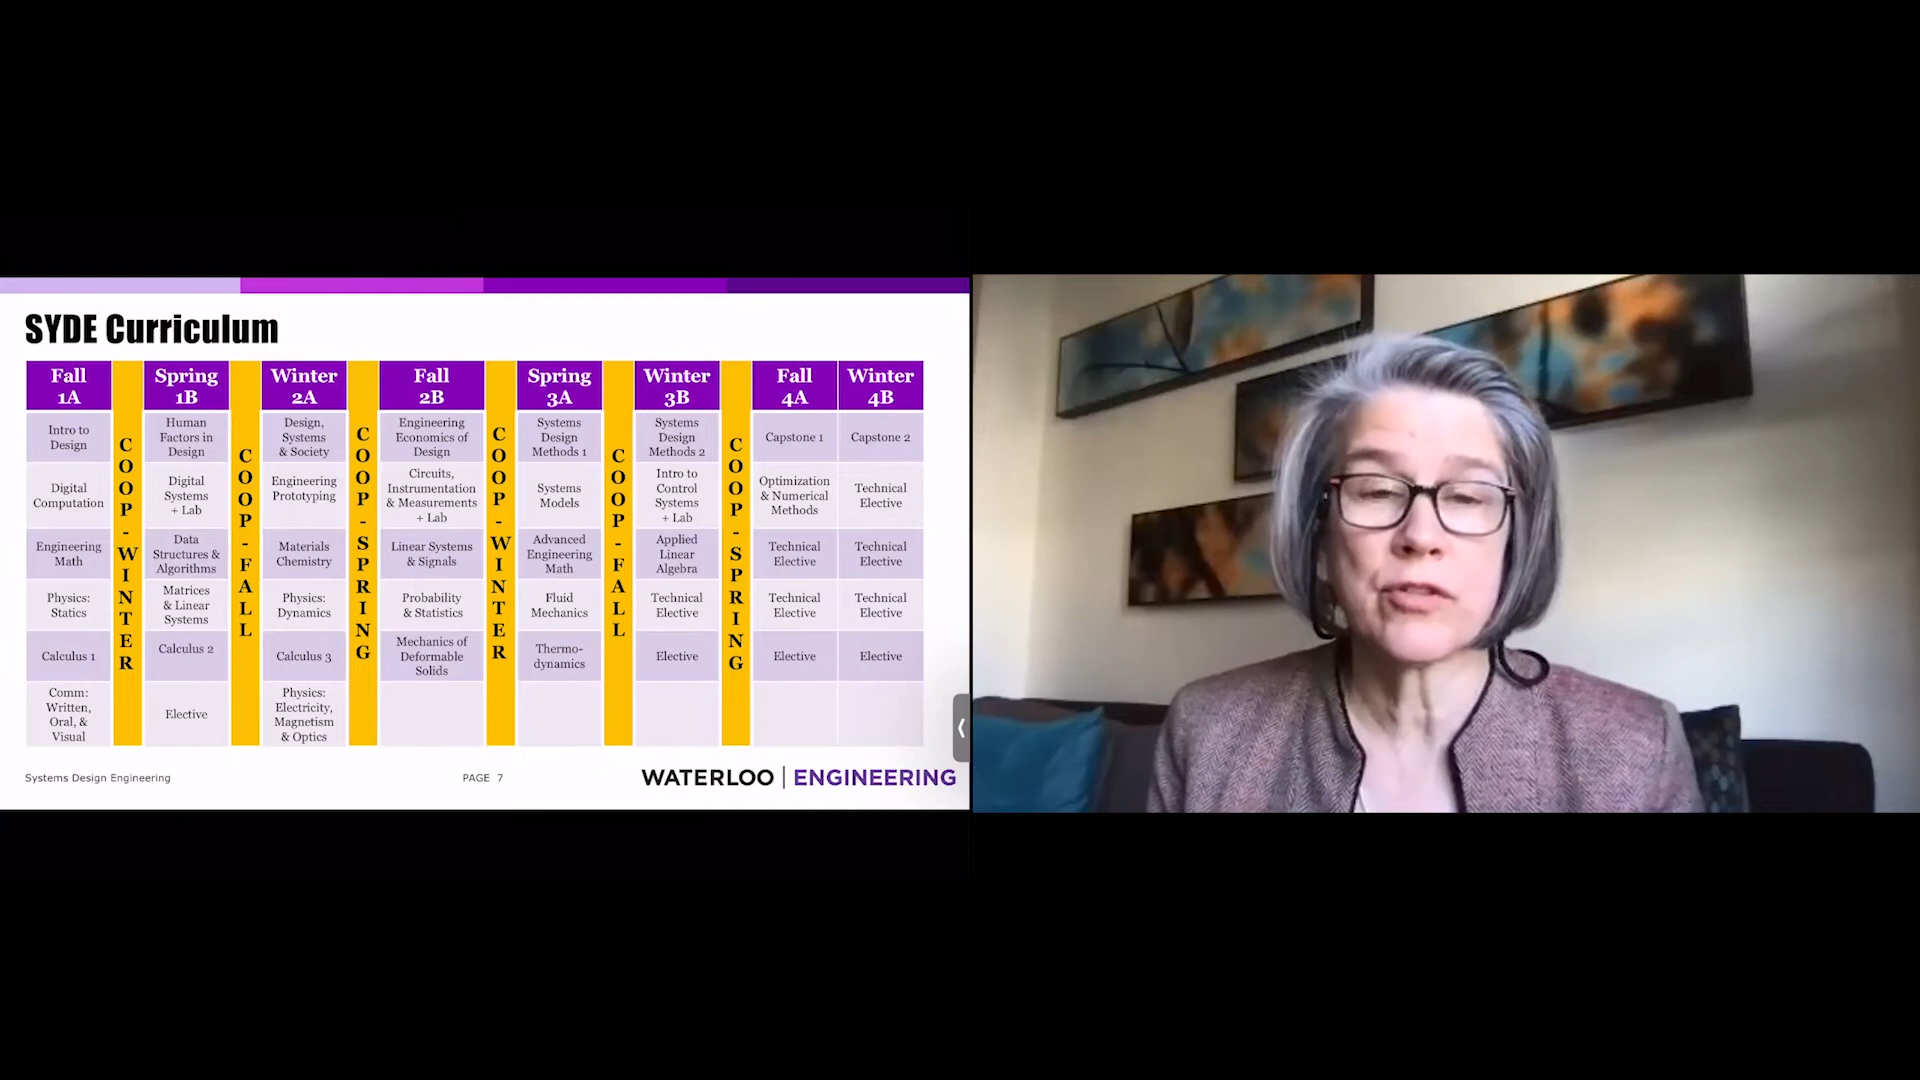 SYDE Curriculum
Fall
1A
Intro to
Design
Digital
Computation
Engineering
Math
Physics:
Statics
Calculus 1
Comm:
Written,
Oral, &
Visual
COOP-WINTER
Spring
1B
Human
Factors in
Design
Digital
Systems
+ Lab
Data
Structures &
Algorithms
Matrices
& Linear
Systems
Calculus 2
Elective
COOP-FALL
Winter
2A
Design,
Systems
& Society
Engineering
Prototyping
Materials
Chemistry
Physics:
Dynamics
Calculus 3
Physics:
Electricity,
Magnetism
& Optics
COOP-SPRING
Fall
2B
Engineering
Economics of
Design
Circuits,
Instrumentation
& Measurements
+ Lab
Linear Systems
& Signals
Probability
& Statistics
Mechanics of
Deformable
Solids
COOP-WINTER
Spring
3A
Systems
Design
Methods 1
Systems
Models
Advanced
Engineering
Math
Fluid
Mechanics
Thermo-
dynamics
COOP-FALL
Winter
3B
Systems
Design
Methods 2
Intro to
Control
Systems
+ Lab
Applied
Linear
Algebra
Technical
Elective
Elective
COOP-SPRING
Fall
4A
Capstone 1
Optimization
& Numerical
Methods
Technical
Elective
Technical
Elective
Elective
Winter
4B
Capstone 2
Technical
Elective
Technical
Elective
Technical
Elective
Elective
Systems Design Engineering
PAGE 7
WATERLOO | ENGINEERING